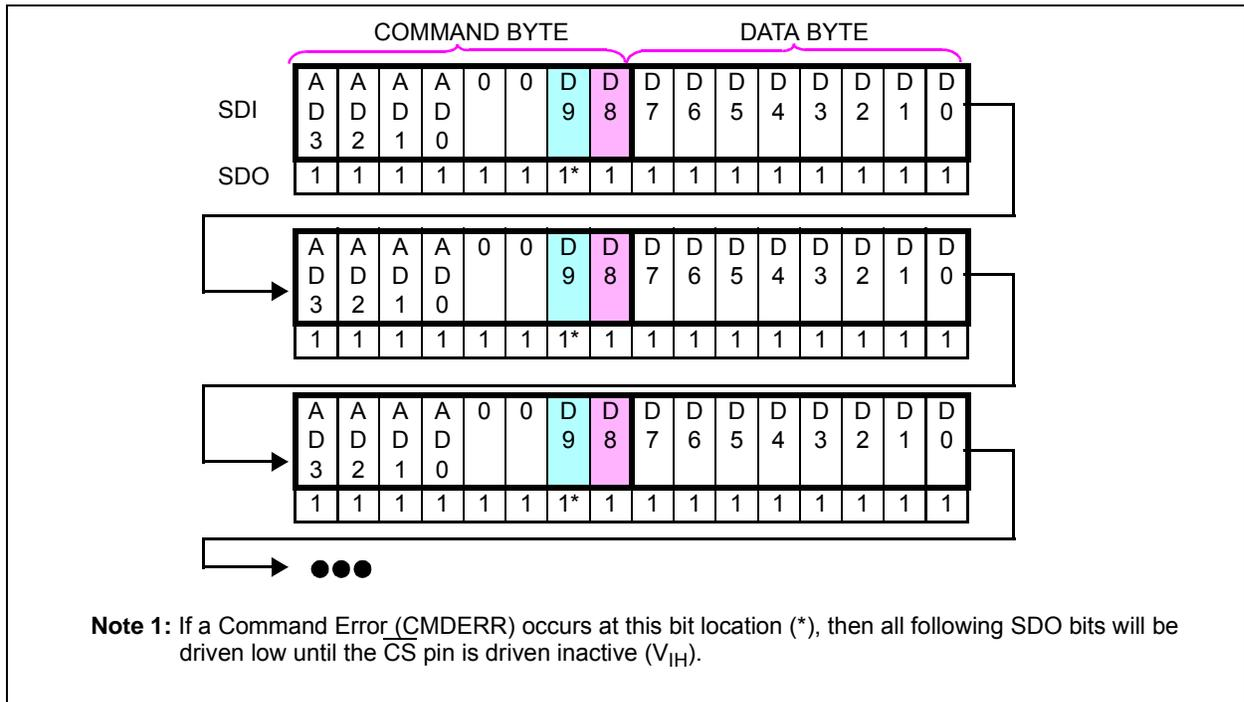 COMMAND BYTE DATA BYTE
SDI
A A A A 0 0 D D D D D D D D D D
D D D D 9 8 7 6 5 4 3 2 1 0
3 2 1 0
SDO 1 1 1 1 1 1 1* 1 1 1 1 1 1 1 1 1
A A A A 0 0 D D D D D D D D D D
D D D D 9 8 7 6 5 4 3 2 1 0
3 2 1 0
1 1 1 1 1 1 1* 1 1 1 1 1 1 1 1 1
A A A A 0 0 D D D D D D D D D D
D D D D 9 8 7 6 5 4 3 2 1 0
3 2 1 0
1 1 1 1 1 1 1* 1 1 1 1 1 1 1 1 1
Note 1: If a Command Error (CMDERR) occurs at this bit location (*), then all following SDO bits will be
driven low until the C̅S̅ pin is driven inactive (VIH).